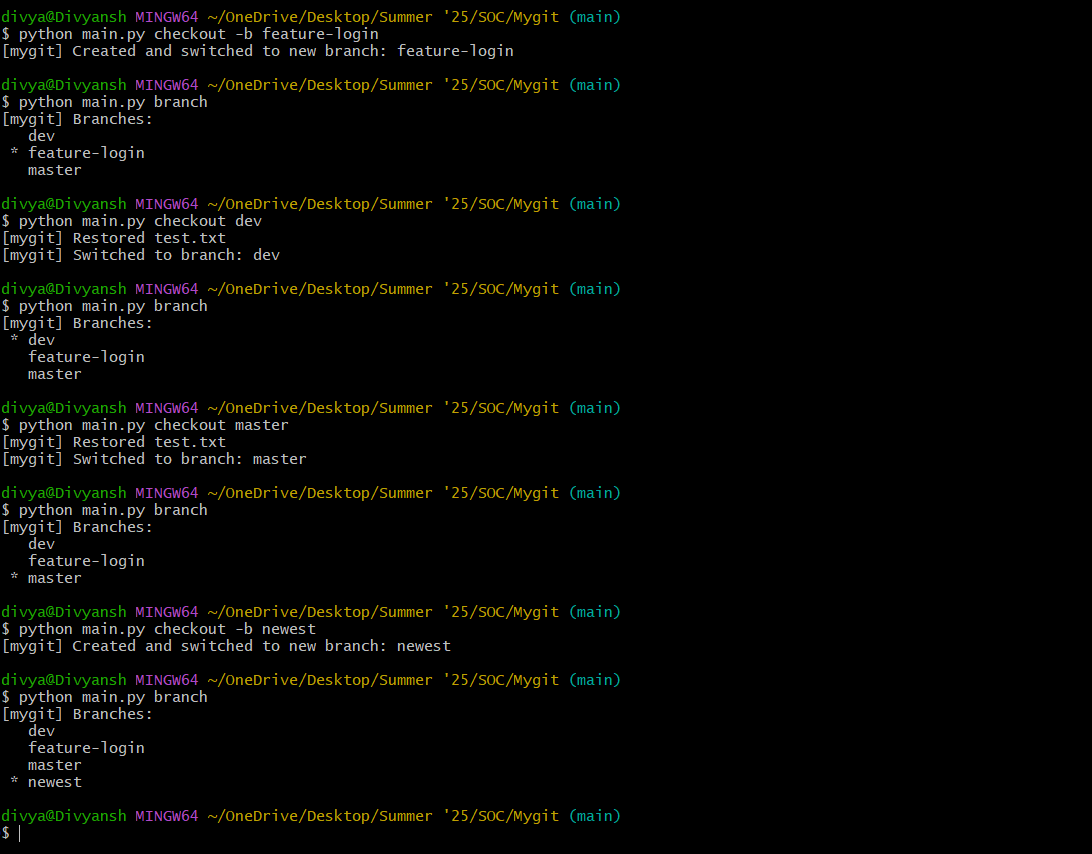 divya@Divyansh MINGW64 ~/OneDrive/Desktop/Summer '25/SOC/Mygit (main)
$ python main.py checkout -b feature-login
[mygit] Created and switched to new branch: feature-login

divya@Divyansh MINGW64 ~/OneDrive/Desktop/Summer '25/SOC/Mygit (main)
$ python main.py branch
[mygit] Branches:
   dev
 * feature-login
   master

divya@Divyansh MINGW64 ~/OneDrive/Desktop/Summer '25/SOC/Mygit (main)
$ python main.py checkout dev
[mygit] Restored test.txt
[mygit] Switched to branch: dev

divya@Divyansh MINGW64 ~/OneDrive/Desktop/Summer '25/SOC/Mygit (main)
$ python main.py branch
[mygit] Branches:
 * dev
   feature-login
   master

divya@Divyansh MINGW64 ~/OneDrive/Desktop/Summer '25/SOC/Mygit (main)
$ python main.py checkout master
[mygit] Restored test.txt
[mygit] Switched to branch: master

divya@Divyansh MINGW64 ~/OneDrive/Desktop/Summer '25/SOC/Mygit (main)
$ python main.py branch
[mygit] Branches:
   dev
   feature-login
 * master

divya@Divyansh MINGW64 ~/OneDrive/Desktop/Summer '25/SOC/Mygit (main)
$ python main.py checkout -b newest
[mygit] Created and switched to new branch: newest

divya@Divyansh MINGW64 ~/OneDrive/Desktop/Summer '25/SOC/Mygit (main)
$ python main.py branch
[mygit] Branches:
   dev
   feature-login
   master
 * newest

divya@Divyansh MINGW64 ~/OneDrive/Desktop/Summer '25/SOC/Mygit (main)
$